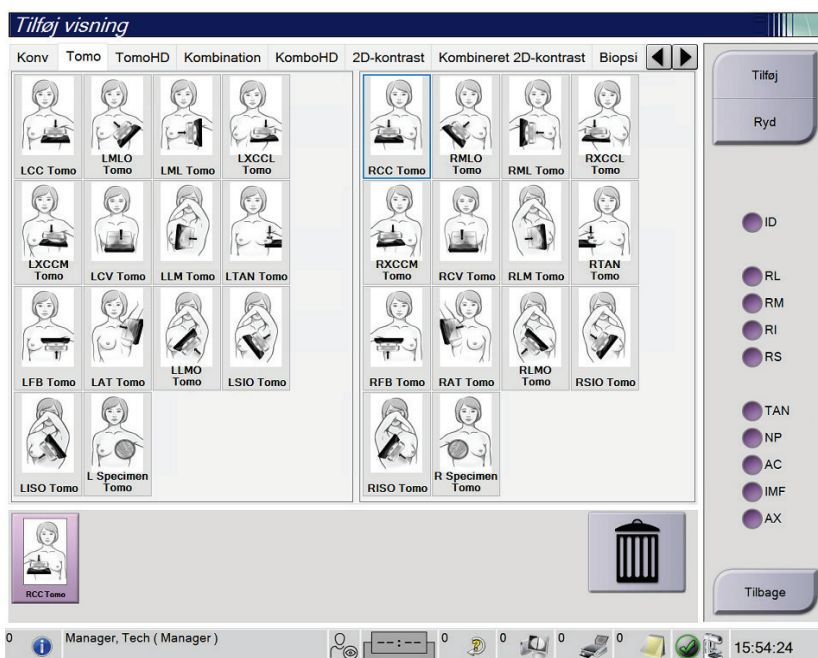 Tilføj visning
Konv Tomo TomoHD Kombination KomboHD 2D-kontrast Kombineret 2D-kontrast Biopsi
LCC Tomo
LMLO
Tomo
LML Tomo
LXCCL
Tomo
LXCCM
Tomo
LCV Tomo
LLM Tomo
LTAN Tomo
LFB Tomo
LAT Tomo
LLMO
Tomo
LSIO Tomo
LISO Tomo
L Specimen
Tomo
RCC Tomo
RMLO
Tomo
RML Tomo
RXCCL
Tomo
RXCCM
Tomo
RCV Tomo
RLM Tomo
RTAN
Tomo
RFB Tomo
RAT Tomo
RLMO
Tomo
RSIO Tomo
RISO Tomo
R Specimen
Tomo
Tilføj
Ryd
ID
RL
RM
RI
RS
TAN
NP
AC
IMF
AX
RCC Tomo
Tilbage
0 Manager, Tech ( Manager ) --:-- 0 0 0 0 15:54:24